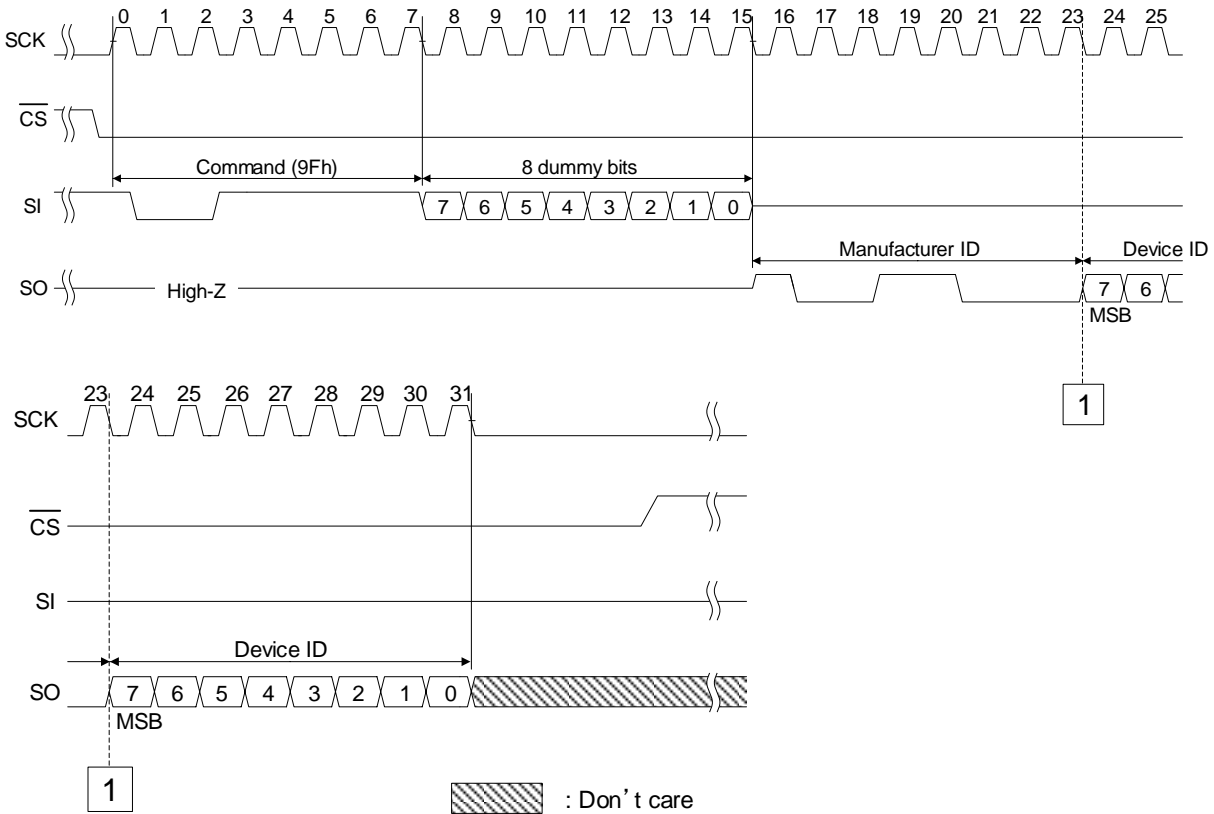 0 1 2 3 4 5 6 7 8 9 10 11 12 13 14 15 16 17 18 19 20 21 22 23 24 25
SCK
CS
Command (9Fh) 8 dummy bits
SI 7 6 5 4 3 2 1 0
Manufacturer ID Device ID
SO High-Z 7 6
MSB
1
23 24 25 26 27 28 29 30 31
SCK
CS
SI
Device ID
SO 7 6 5 4 3 2 1 0
MSB
1
: Don’t care